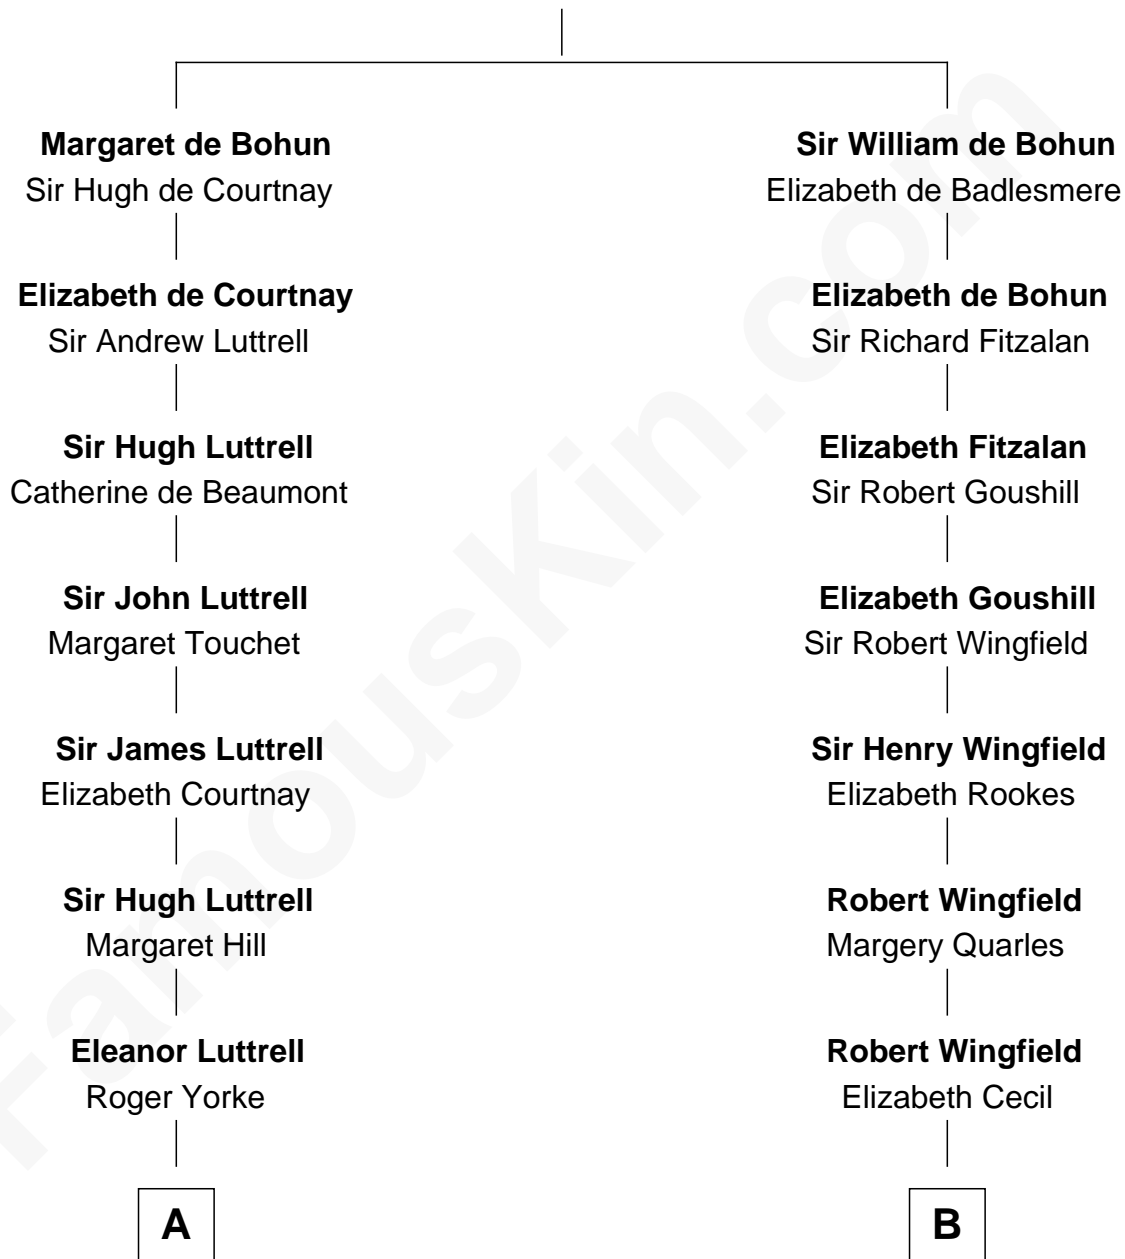 Margaret de Bohun
Sir Hugh de Courtnay
Sir William de Bohun
Elizabeth de Badlesmere
Elizabeth de Courtnay
Sir Andrew Luttrell
Elizabeth de Bohun
Sir Richard Fitzalan
Sir Hugh Luttrell
Catherine de Beaumont
Elizabeth Fitzalan
Sir Robert Goushill
Sir John Luttrell
Margaret Touchet
Elizabeth Goushill
Sir Robert Wingfield
Sir James Luttrell
Elizabeth Courtnay
Sir Henry Wingfield
Elizabeth Rookes
Sir Hugh Luttrell
Margaret Hill
Robert Wingfield
Margery Quarles
Eleanor Luttrell
Roger Yorke
Robert Wingfield
Elizabeth Cecil
A
B
FamousKin.com